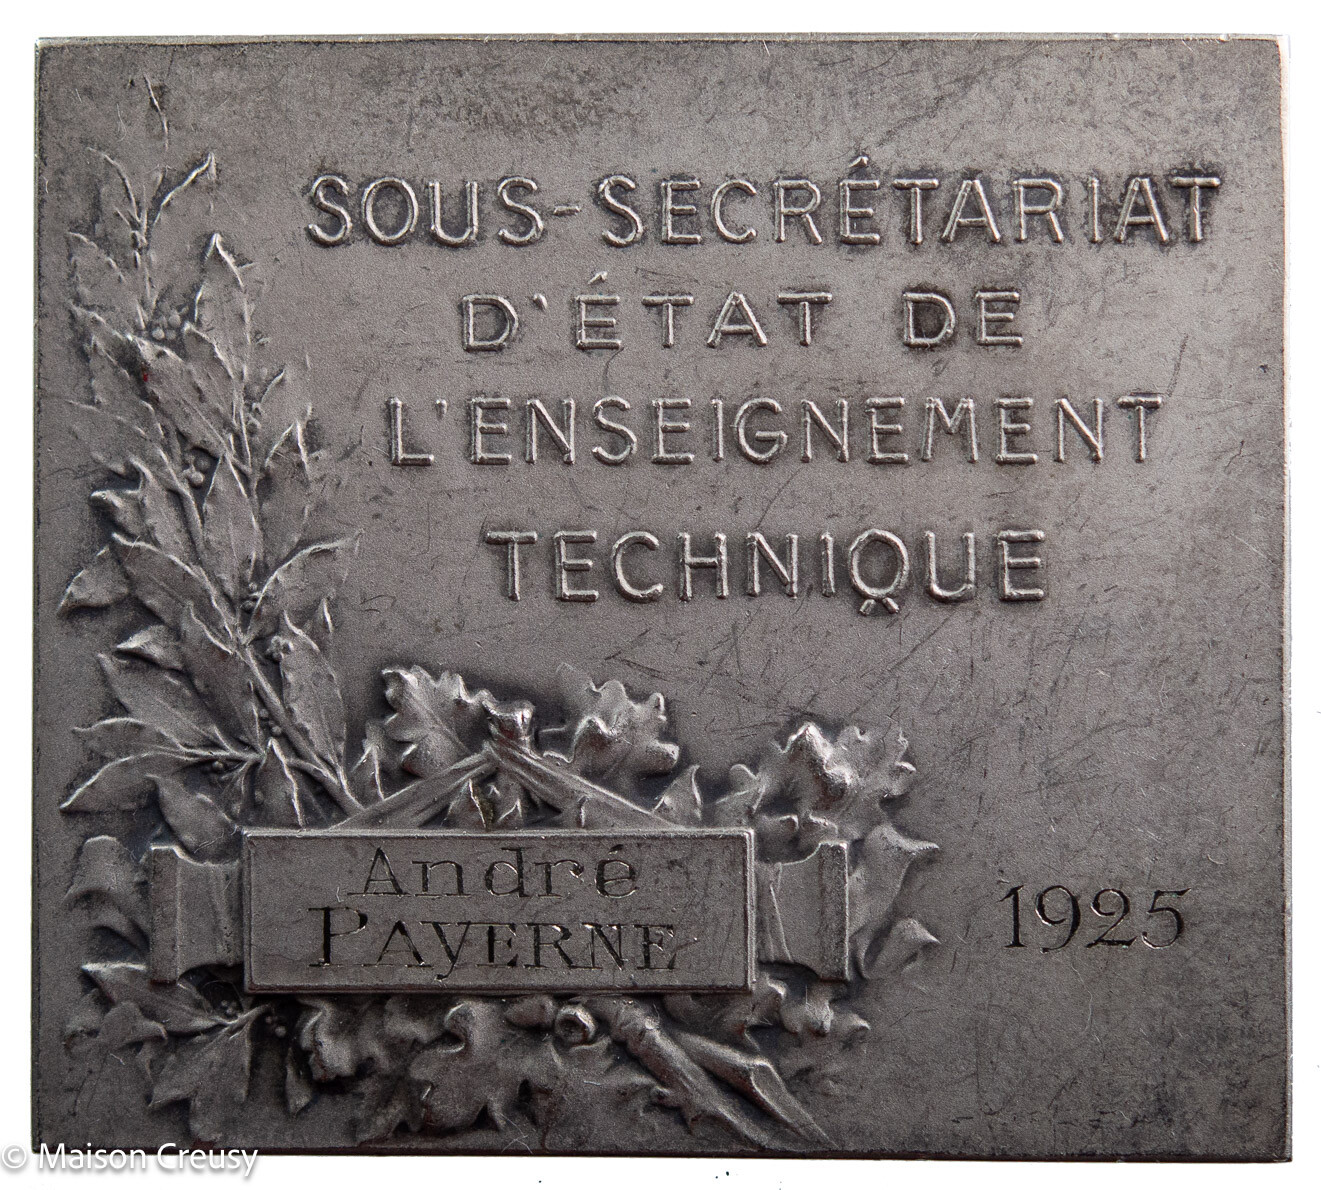 SOUS-SECRÉTARIAT
D'ÉTAT DE
L'ENSEIGNEMENT
TECHNIQUE
André
PAYERNE
1925
© Maison Creusy